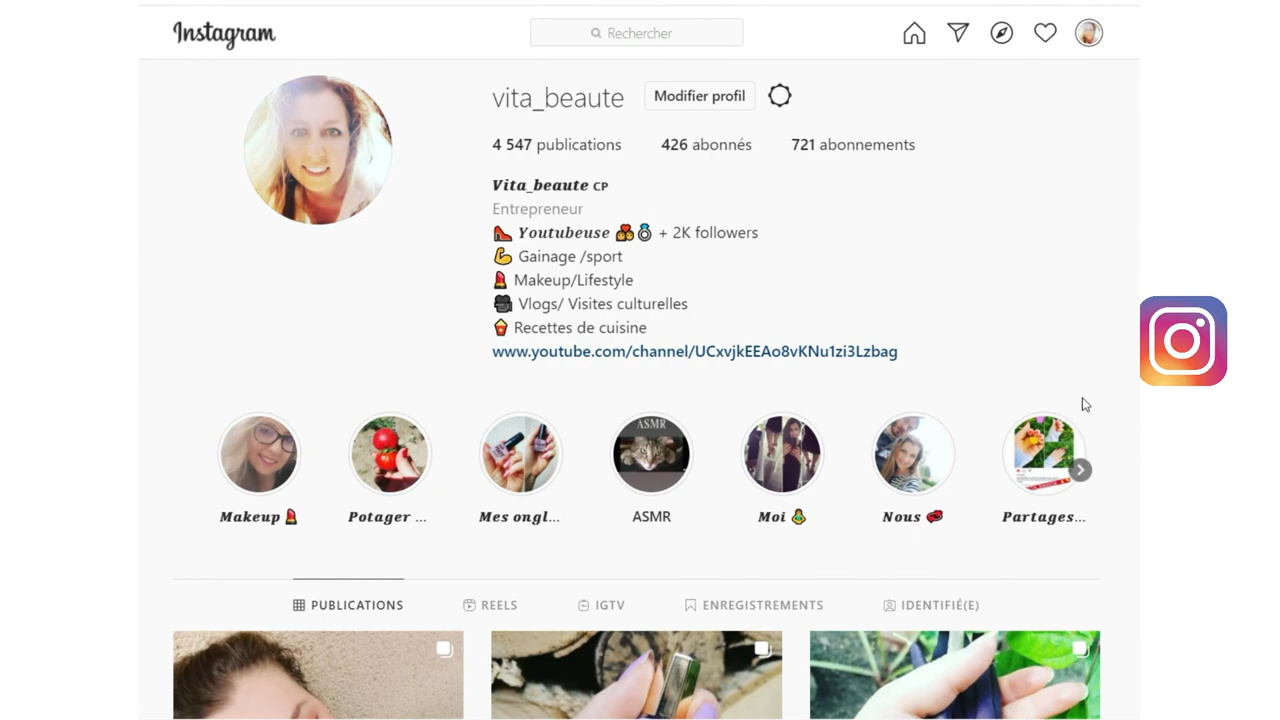 Instagram
Rechercher
vita_beaute Modifier profil
4 547 publications 426 abonnés 721 abonnements
Vita_beaute CP
Entrepreneur
👠 Youtubeuse 💑💍 + 2K followers
💪 Gainage /sport
💄 Makeup/Lifestyle
🎥 Vlogs/ Visites culturelles
🍿 Recettes de cuisine
www.youtube.com/channel/UCxvjkEEAo8vKNu1zi3Lzbag
ASMR
Makeup 💄 Potager ... Mes ongl... ASMR Moi 🧜‍♀️ Nous 💋 Partages...
PUBLICATIONS REELS IGTV ENREGISTREMENTS IDENTIFIÉ(E)